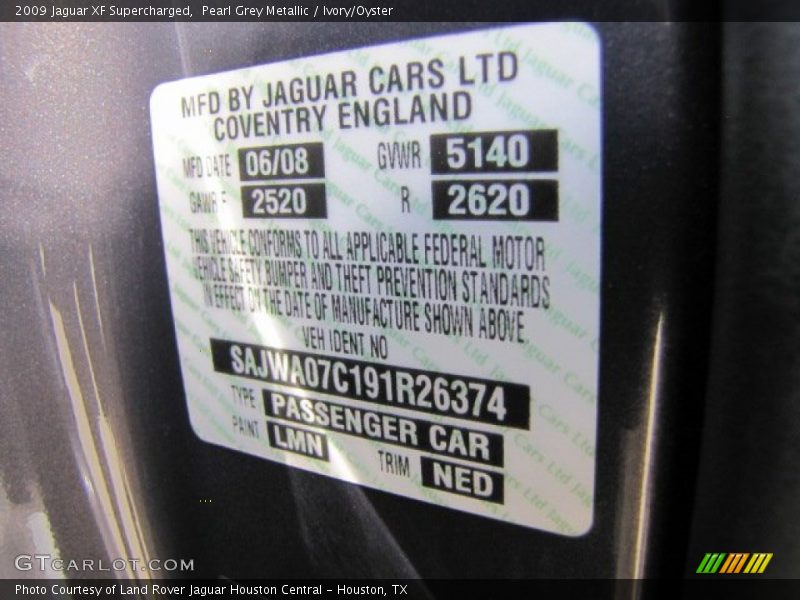 2009 Jaguar XF Supercharged,  Pearl Grey Metallic / Ivory/Oyster
MFD BY JAGUAR CARS LTD
COVENTRY ENGLAND
MFD DATE 06/08 GVWR 5140
GAWR F 2520 R 2620
THIS VEHICLE CONFORMS TO ALL APPLICABLE FEDERAL MOTOR
VEHICLE SAFETY BUMPER AND THEFT PREVENTION STANDARDS
IN EFFECT ON THE DATE OF MANUFACTURE SHOWN ABOVE
VEH IDENT NO
SAJWA07C191R26374
TYPE PASSENGER CAR
PAINT LMN TRIM NED
GTCARLOT.COM
Photo Courtesy of Land Rover Jaguar Houston Central - Houston, TX